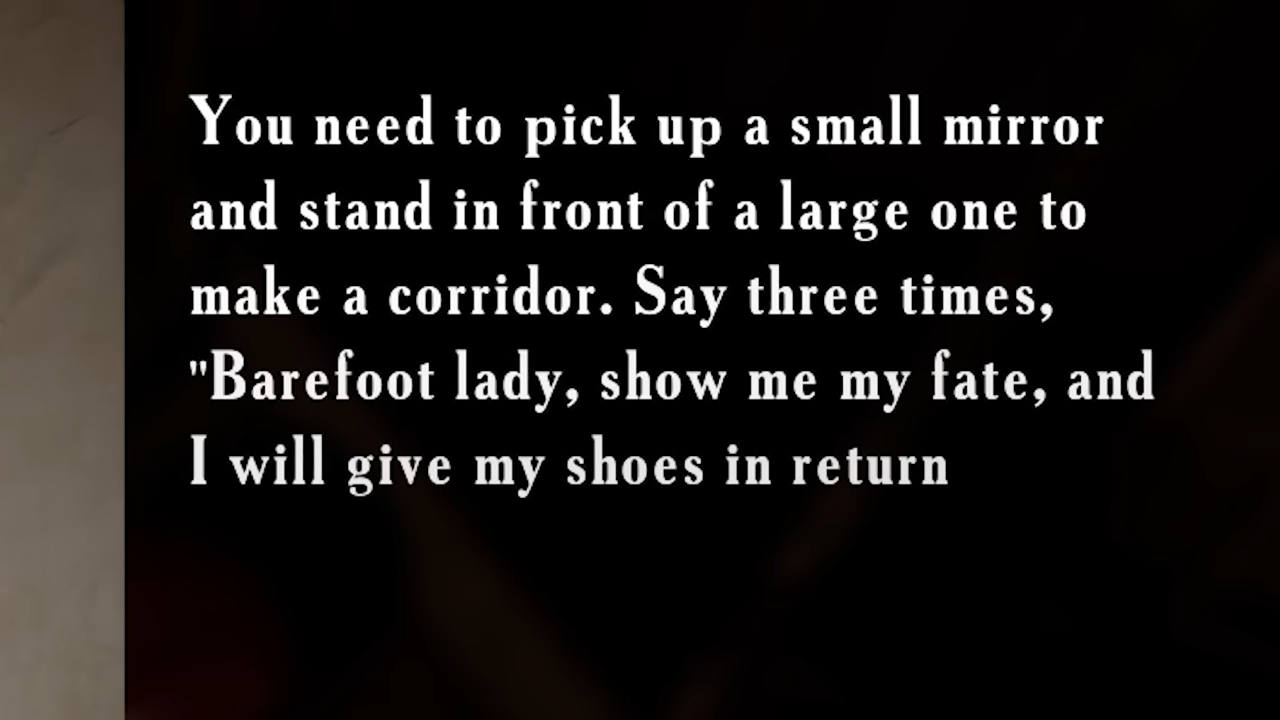 You need to pick up a small mirror
and stand in front of a large one to
make a corridor. Say three times,
"Barefoot lady, show me my fate, and
I will give my shoes in return